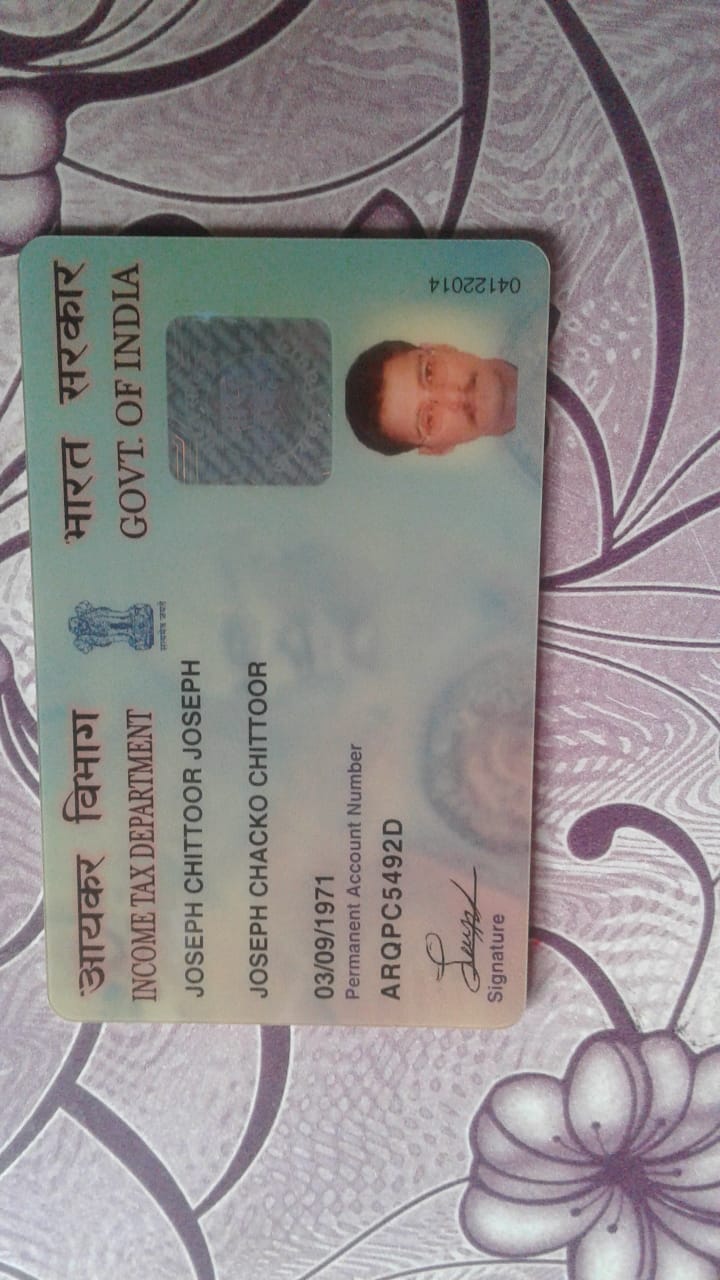 आयकर विभाग
भारत सरकार
INCOME TAX DEPARTMENT
GOVT. OF INDIA
सत्यमेव जयते
JOSEPH CHITTOOR JOSEPH
JOSEPH CHACKO CHITTOOR
03/09/1971
Permanent Account Number
ARQPC5492D
Signature
04122014